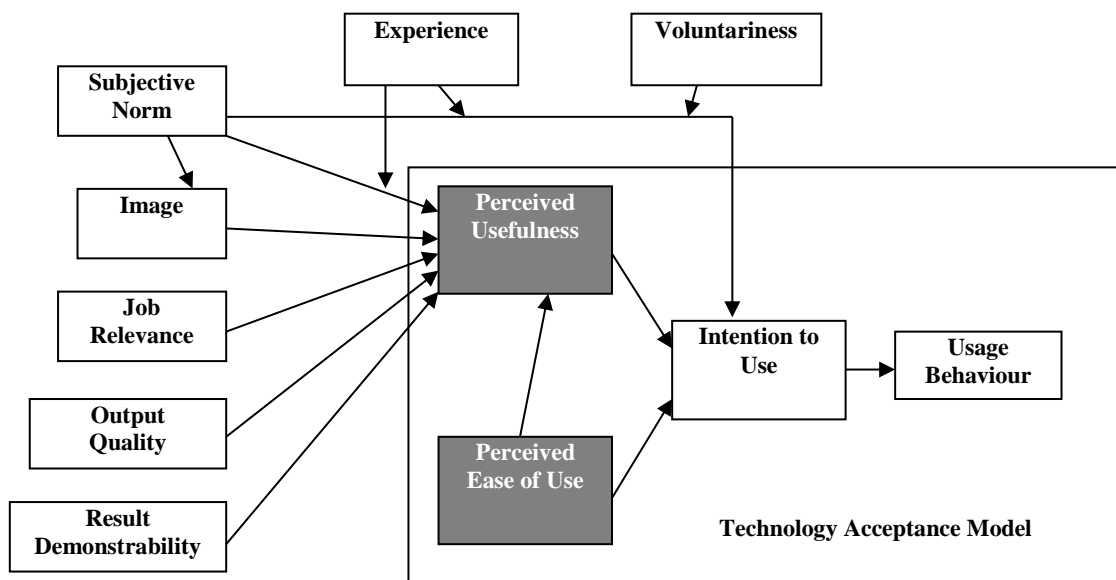 Experience
Voluntariness
Subjective
Norm
Image
Perceived
Usefulness
Job
Relevance
Intention to
Use
Usage
Behaviour
Output
Quality
Perceived
Ease of Use
Result
Demonstrability
Technology Acceptance Model